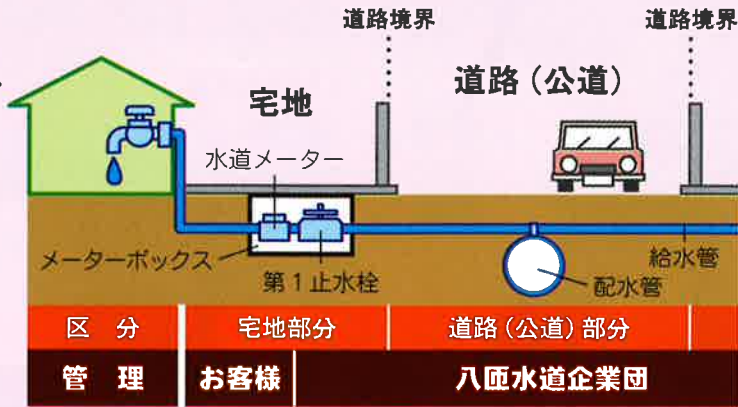 道路境界
道路境界
宅地
道路（公道）
水道メーター
メーターボックス
第1止水栓
給水管
配水管
区 分
宅地部分
道路（公道）部分
管 理
お客様
八匝水道企業団